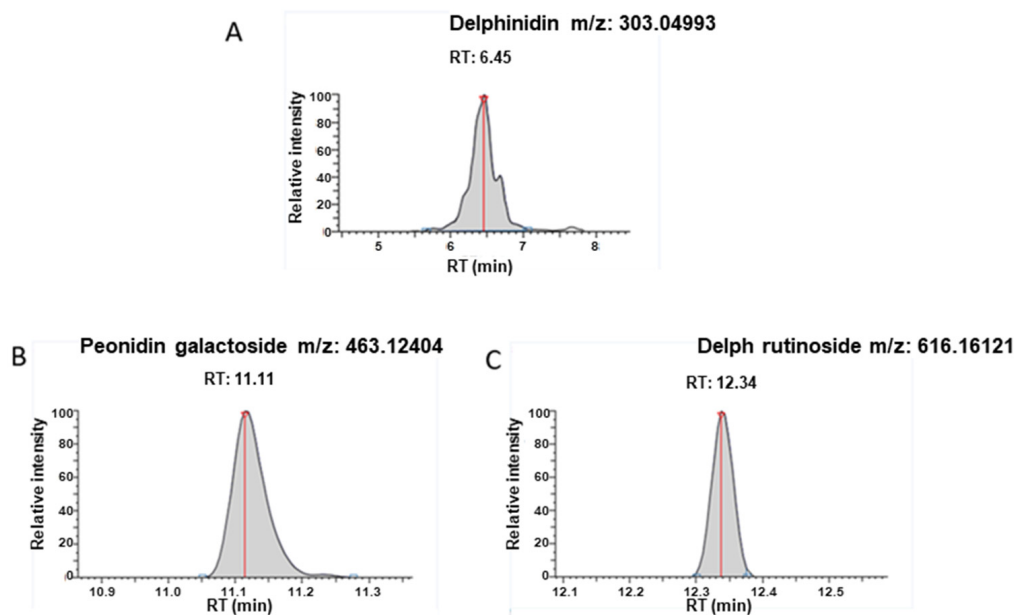 A
Delphinidin m/z: 303.04993
RT: 6.45
Relative intensity
100
80
60
40
20
0
5 6 7 8
RT (min)
B
Peonidin galactoside m/z: 463.12404
RT: 11.11
Relative intensity
100
80
60
40
20
0
10.9 11.0 11.1 11.2 11.3
RT (min)
C
Delph rutinoside m/z: 616.16121
RT: 12.34
Relative intensity
100
80
60
40
20
0
12.1 12.2 12.3 12.4 12.5
RT (min)